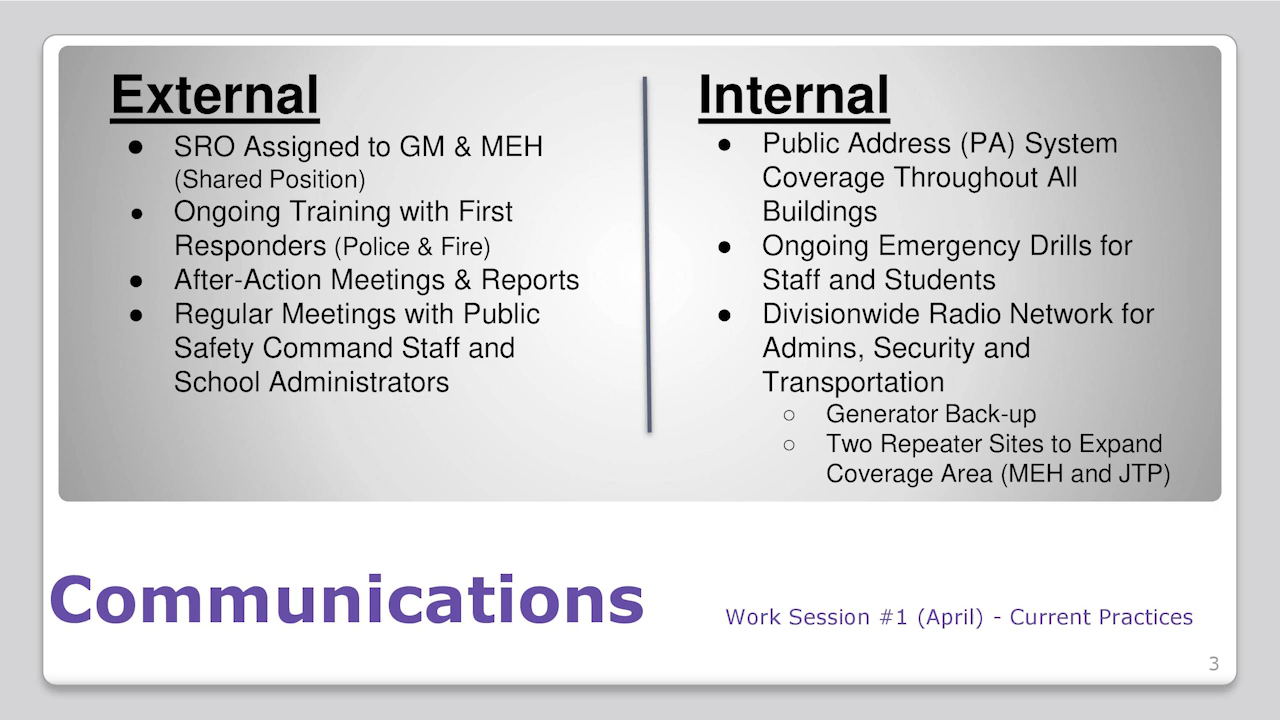 External
● SRO Assigned to GM & MEH
(Shared Position)
● Ongoing Training with First
Responders (Police & Fire)
● After-Action Meetings & Reports
● Regular Meetings with Public
Safety Command Staff and
School Administrators
Internal
● Public Address (PA) System
Coverage Throughout All
Buildings
● Ongoing Emergency Drills for
Staff and Students
● Divisionwide Radio Network for
Admins, Security and
Transportation
○ Generator Back-up
○ Two Repeater Sites to Expand
Coverage Area (MEH and JTP)
Communications
Work Session #1 (April) - Current Practices
3